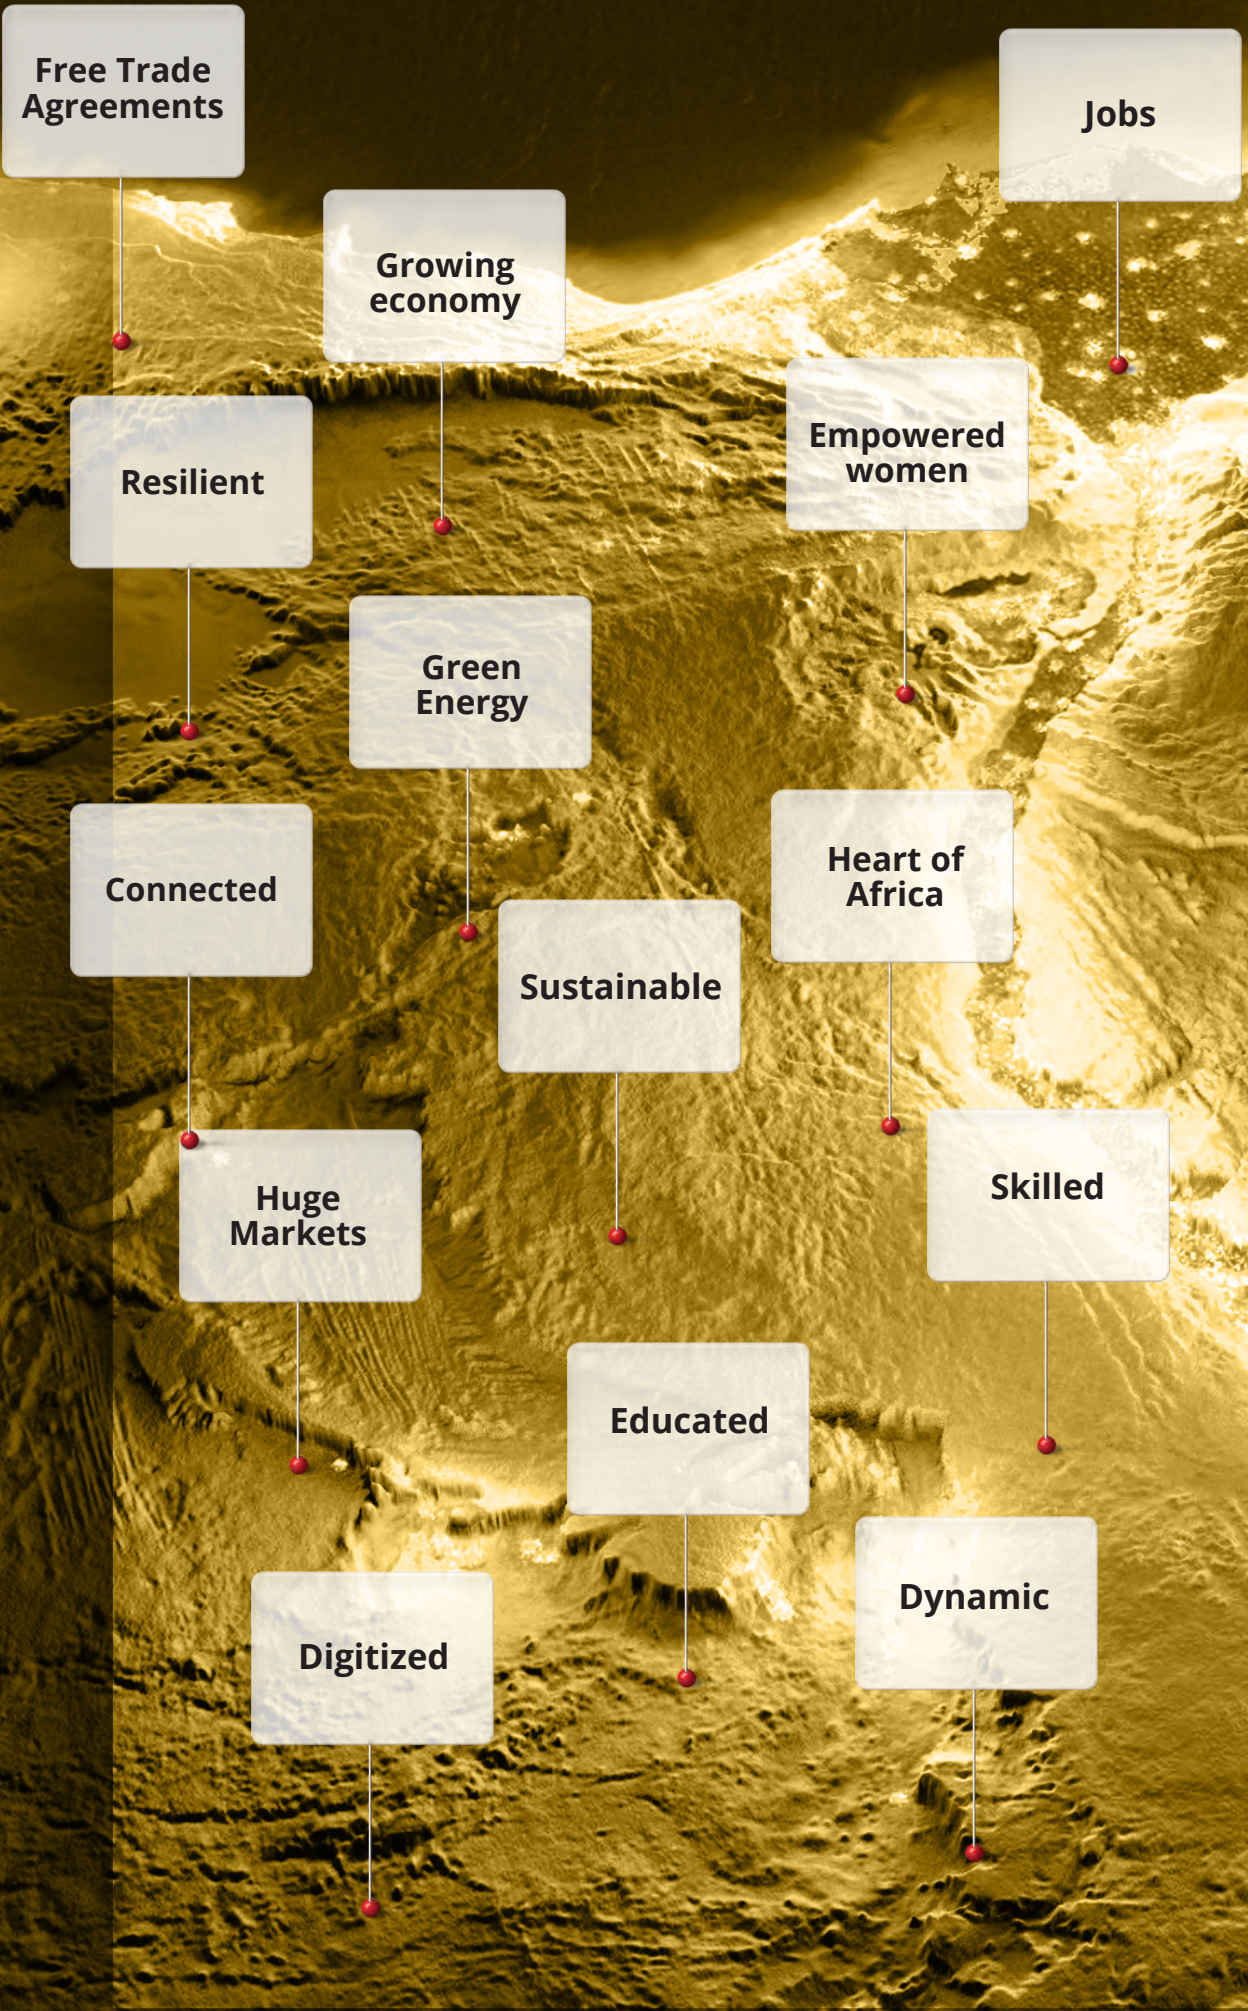 Free Trade
Agreements
Jobs
Growing
economy
Empowered
women
Resilient
Green
Energy
Heart of
Africa
Connected
Sustainable
Skilled
Huge
Markets
Educated
Dynamic
Digitized